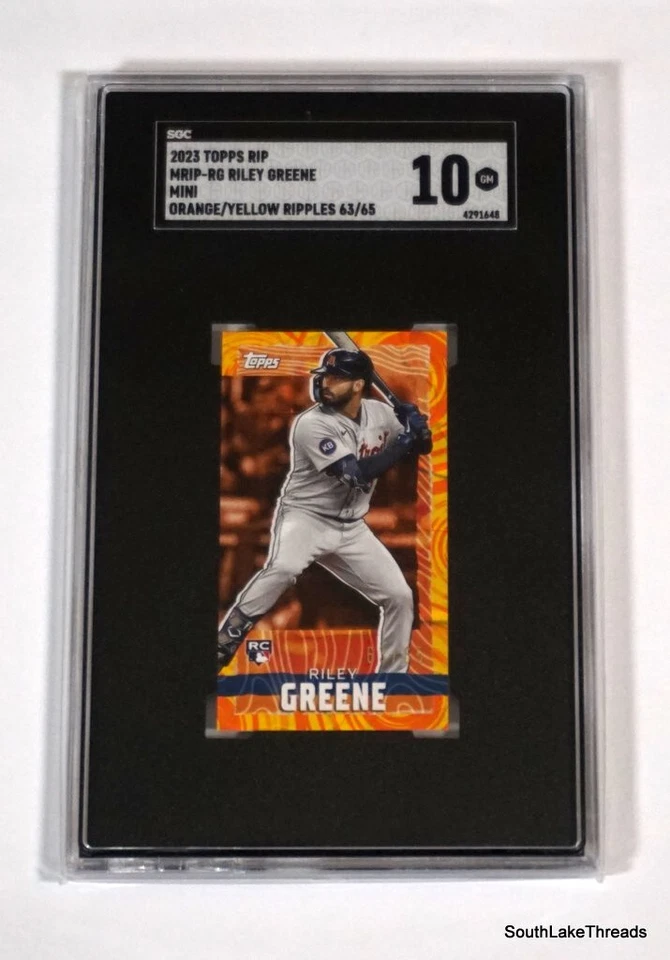 SGC
2023 TOPPS RIP
MRIP-RG RILEY GREENE
MINI
ORANGE/YELLOW RIPPLES 63/65
10 GM
4291648
Topps
KB
RC
RILEY
GREENE
SouthLakeThreads